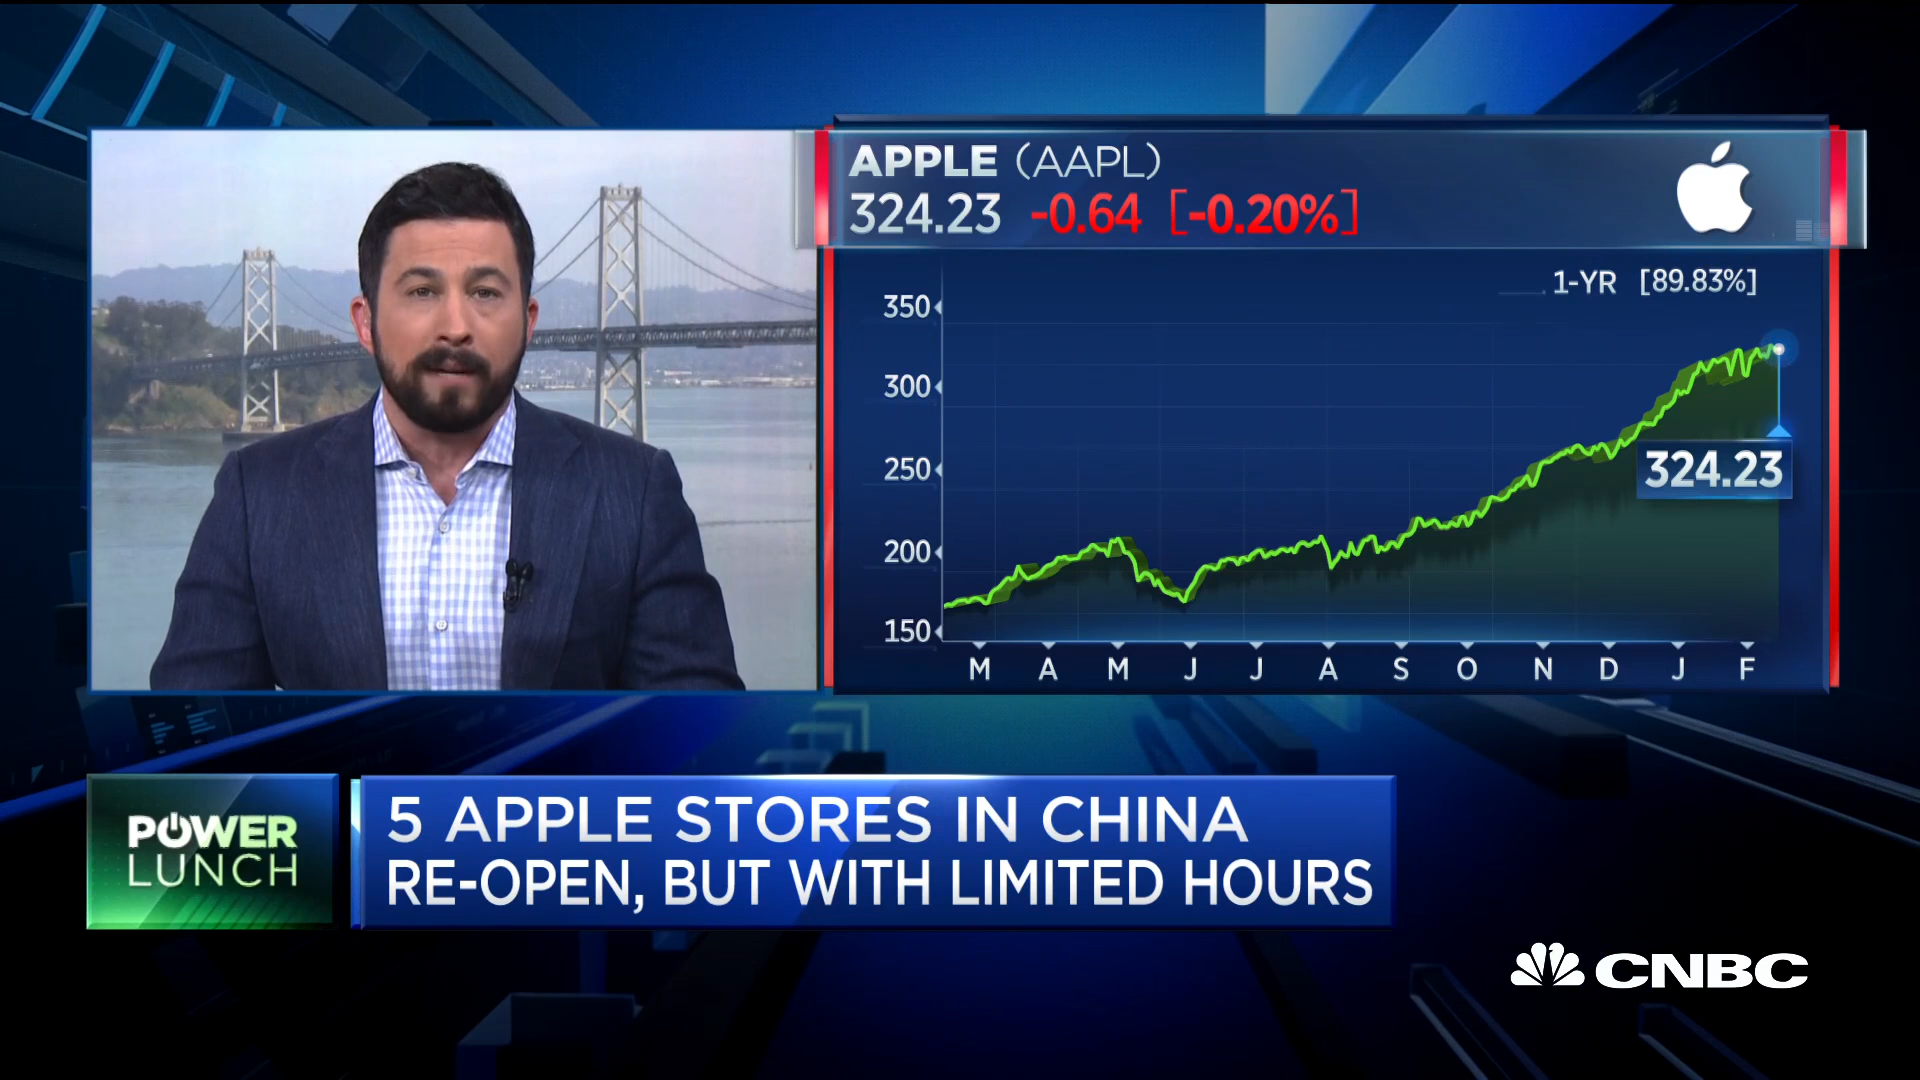 APPLE (AAPL)
324.23 -0.64 [-0.20%]
1-YR [89.83%]
350
300
250
200
150
324.23
M A M J J A S O N D J F
POWER
LUNCH
5 APPLE STORES IN CHINA
RE-OPEN, BUT WITH LIMITED HOURS
CNBC